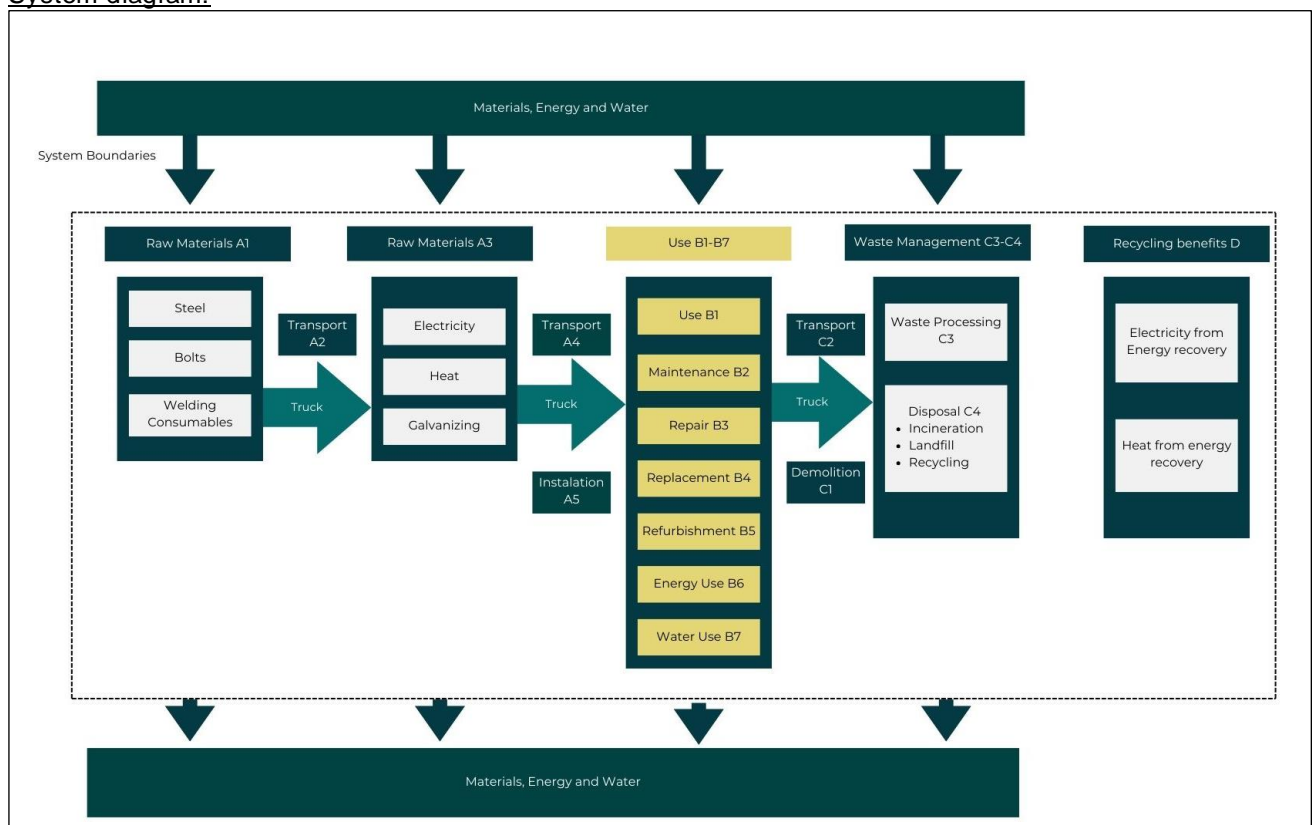 System diagram:
Materials, Energy and Water
System Boundaries
Raw Materials A1
Raw Materials A3
Use B1-B7
Waste Management C3-C4
Recycling benefits D
Steel
Bolts
Welding
Consumables
Transport
A2
Truck
Electricity
Heat
Galvanizing
Transport
A4
Truck
Instalation
A5
Use B1
Maintenance B2
Repair B3
Replacement B4
Refurbishment B5
Energy Use B6
Water Use B7
Transport
C2
Truck
Demolition
C1
Waste Processing
C3
Disposal C4
• Incineration
• Landfill
• Recycling
Electricity from
Energy recovery
Heat from energy
recovery
Materials, Energy and Water